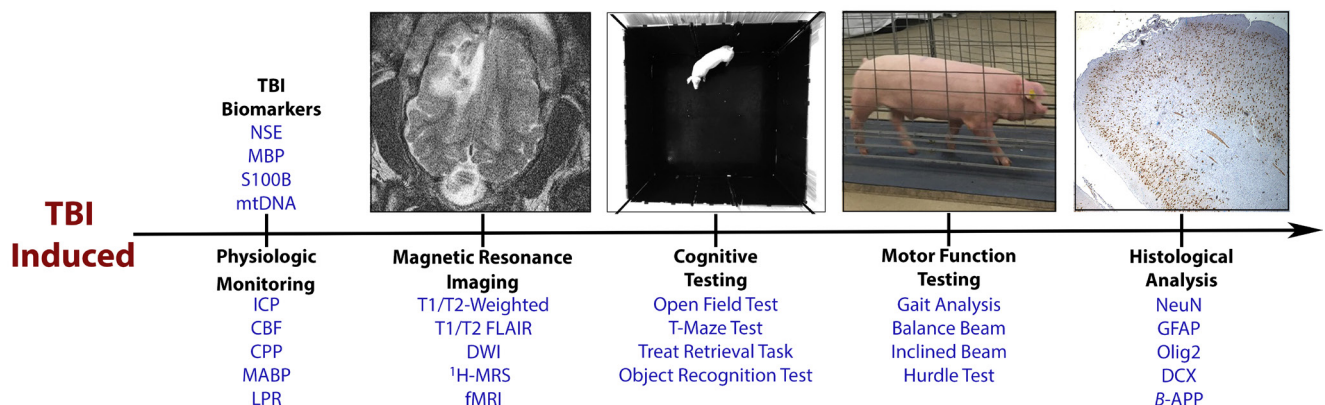 TBI
Induced
TBI
Biomarkers
NSE
MBP
S100B
mtDNA
Physiologic
Monitoring
ICP
CBF
CPP
MABP
LPR
Magnetic Resonance
Imaging
T1/T2-Weighted
T1/T2 FLAIR
DWI
¹H-MRS
fMRI
Cognitive
Testing
Open Field Test
T-Maze Test
Treat Retrieval Task
Object Recognition Test
Motor Function
Testing
Gait Analysis
Balance Beam
Inclined Beam
Hurdle Test
Histological
Analysis
NeuN
GFAP
Olig2
DCX
B-APP